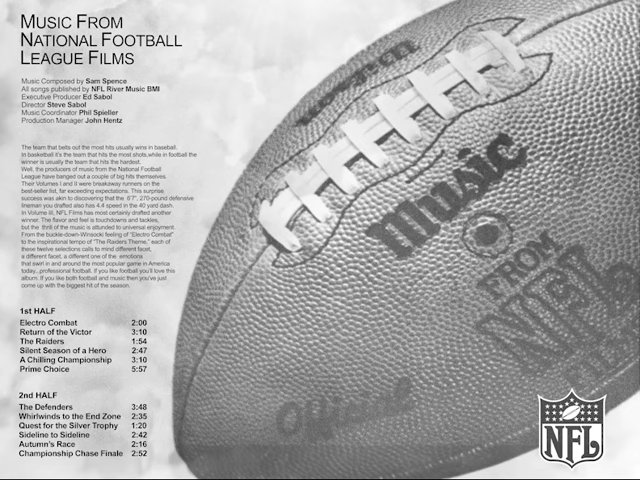 MUSIC FROM
NATIONAL FOOTBALL
LEAGUE FILMS
Music Composed by Sam Spence
All songs published by NFL River Music BMI
Executive Producer Ed Sabol
Director Steve Sabol
Music Coordinator Phil Spieller
Production Manager John Hentz
The team that belts out the most hits usually wins in baseball.
In basketball it's the team that hits the most shots,while in football the
winner is usually the team that hits the hardest.
Well, the producers of music from the National Football
League have banged out a couple of big hits themselves.
Their Volumes I and II were breakaway runners on the
best-seller list, far exceeding expectations. This surprise
success was akin to discovering that the 6'7", 270-pound defensive
lineman you drafted also has 4.4 speed in the 40 yard dash.
In Volume III, NFL Films has most certainly drafted another
winner. The flavor and feel is touchdowns and tackles,
but the thrill of the music is attuned to universal enjoyment.
From the buckle-down-Winsocki feeling of "Electro Combat"
to the inspirational tempo of "The Raiders Theme," each of
these twelve selections calls to mind different facet,
a different facet, a different one of the emotions
that swirl in and around the most popular game in America
today...professional football. If you like football you'll love this
album. If you like both football and music then you've just
come up with the biggest hit of the season.
1st HALF
Electro Combat 2:00
Return of the Victor 3:10
The Raiders 1:54
Silent Season of a Hero 2:47
A Chilling Championship 3:10
Prime Choice 5:57
2nd HALF
The Defenders 3:48
Whirlwinds to the End Zone 2:35
Quest for the Silver Trophy 1:20
Sideline to Sideline 2:42
Autumn's Race 2:16
Championship Chase Finale 2:52
Music
NFL